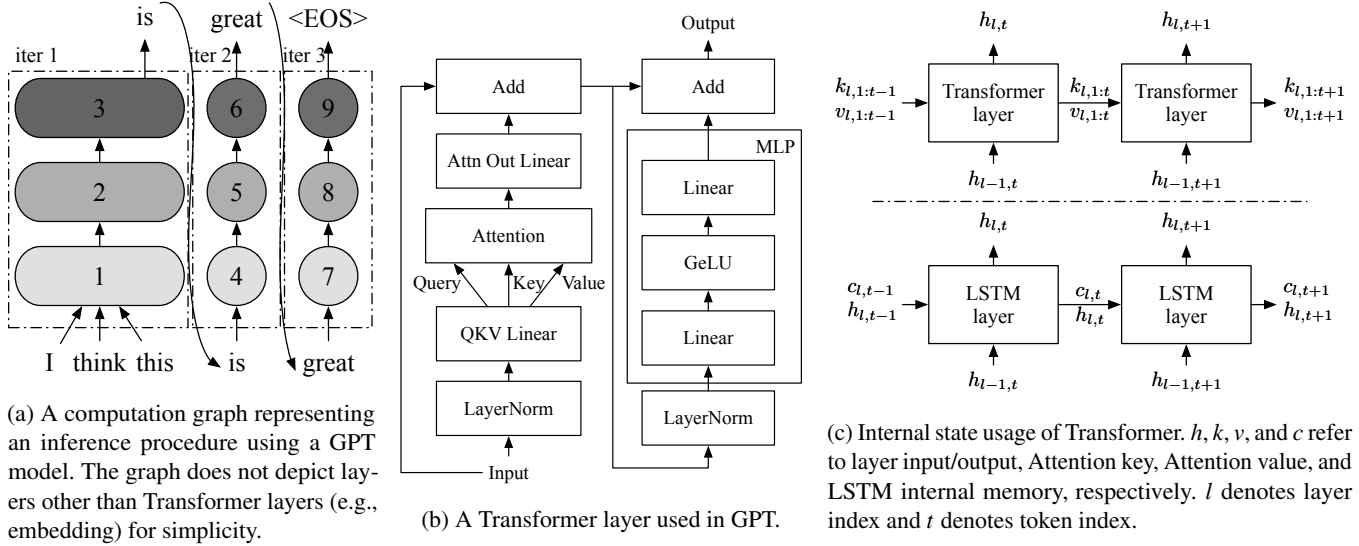 is
great
<EOS>
iter 1
iter 2
iter 3
3
6
9
2
5
8
1
4
7
I think this
is
great
(a) A computation graph representing
an inference procedure using a GPT
model. The graph does not depict lay-
ers other than Transformer layers (e.g.,
embedding) for simplicity.
Output
Add
Add
MLP
Attn Out Linear
Linear
Attention
GeLU
Query
Key
Value
QKV Linear
Linear
LayerNorm
LayerNorm
Input
(b) A Transformer layer used in GPT.
h_{l,t}
h_{l,t+1}
k_{l,1:t−1}
v_{l,1:t−1}
Transformer
layer
k_{l,1:t}
v_{l,1:t}
Transformer
layer
k_{l,1:t+1}
v_{l,1:t+1}
h_{l−1,t}
h_{l−1,t+1}
h_{l,t}
h_{l,t+1}
c_{l,t−1}
h_{l,t−1}
LSTM
layer
c_{l,t}
h_{l,t}
LSTM
layer
c_{l,t+1}
h_{l,t+1}
h_{l−1,t}
h_{l−1,t+1}
(c) Internal state usage of Transformer. h, k, v, and c refer
to layer input/output, Attention key, Attention value, and
LSTM internal memory, respectively. l denotes layer
index and t denotes token index.